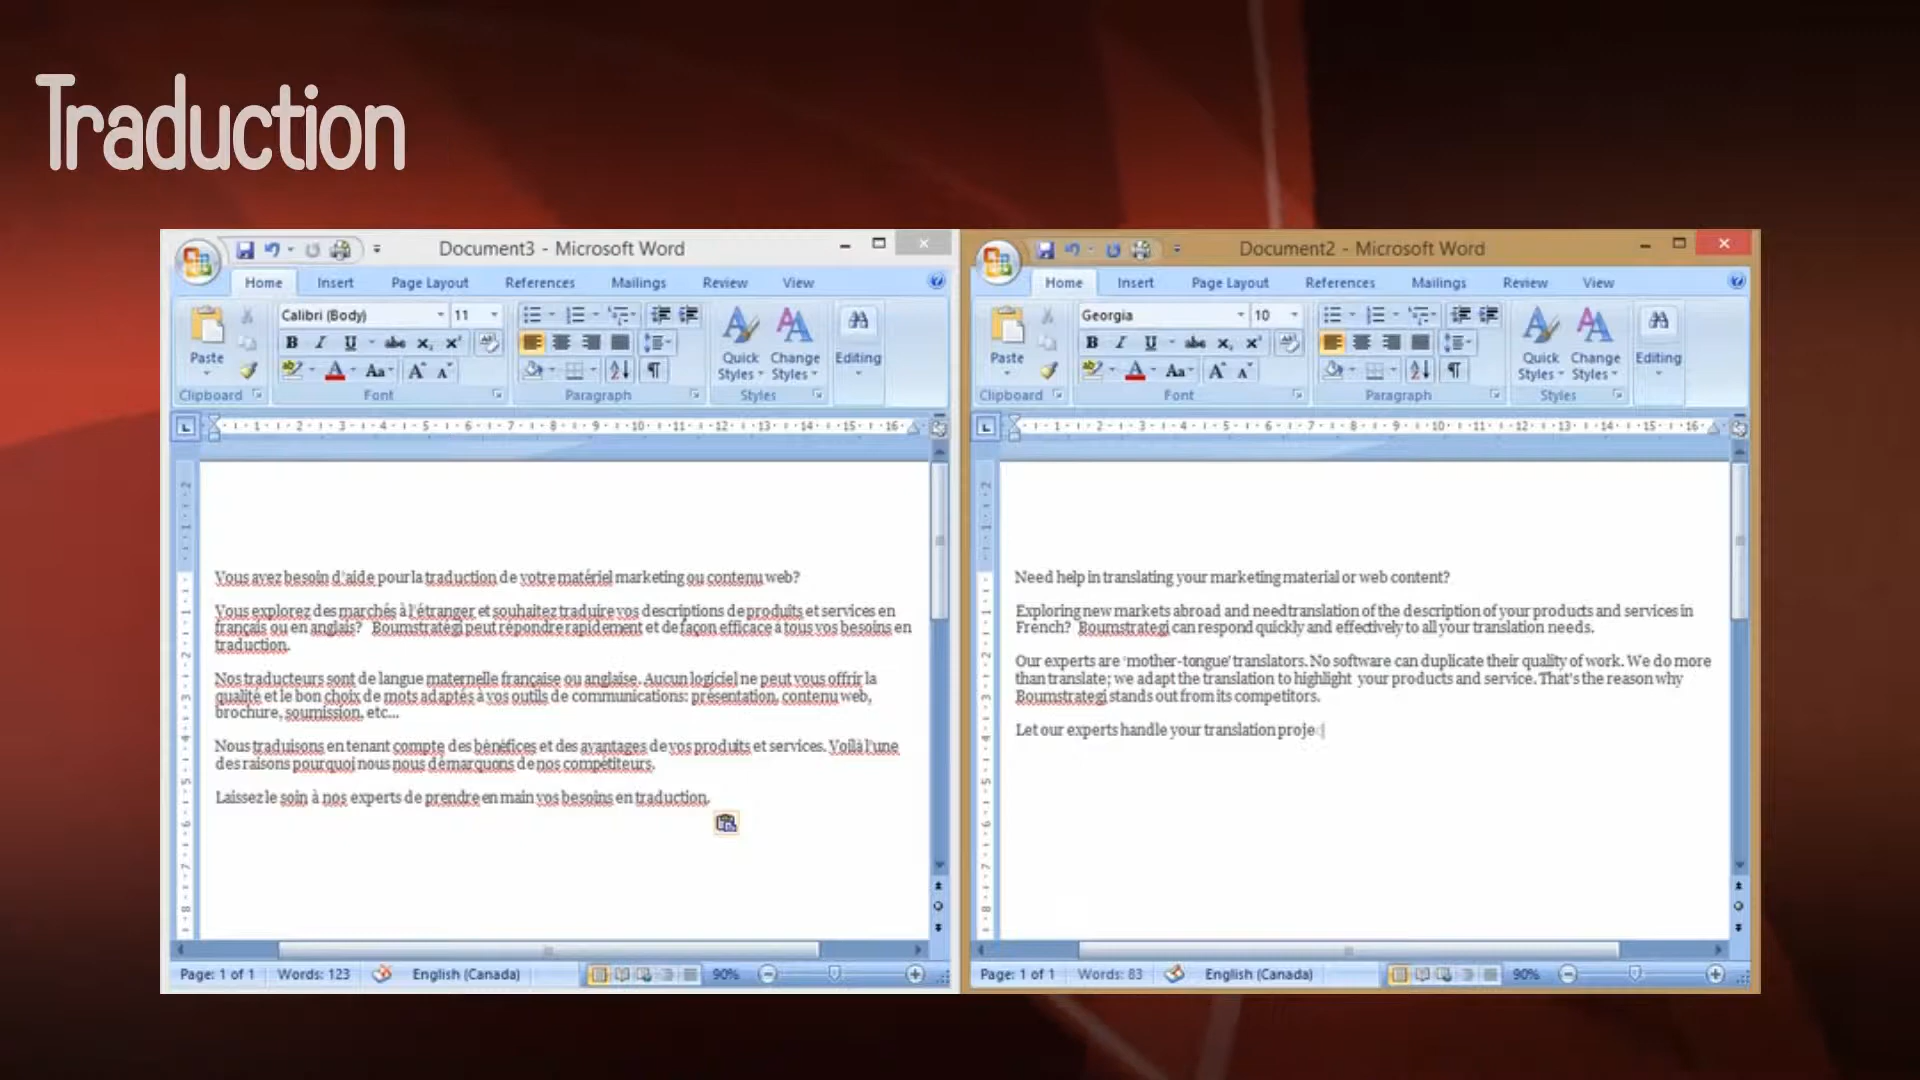 Traduction
Document3 - Microsoft Word
Home Insert Page Layout References Mailings Review View
Calibri (Body) 11
Paste
Quick Styles
Change Styles
Editing
Clipboard Font Paragraph Styles
Vous avez besoin d'aide pour la traduction de votre matériel marketing ou contenu web?
Vous explorez des marchés à l'étranger et souhaitez traduire vos descriptions de produits et services en
français ou en anglais? Boumstratégi peut répondre rapidement et de façon efficace à tous vos besoins en
traduction.
Nos traducteurs sont de langue maternelle française ou anglaise. Aucun logiciel ne peut vous offrir la
qualité et le bon choix de mots adaptés à vos outils de communications: présentation, contenu web,
brochure, soumission, etc...
Nous traduisons en tenant compte des bénéfices et des avantages de vos produits et services. Voilà l'une
des raisons pourquoi nous nous démarquons de nos compétiteurs.
Laissez le soin à nos experts de prendre en main vos besoins en traduction.
Page: 1 of 1 Words: 123 English (Canada) 90%
Document2 - Microsoft Word
Home Insert Page Layout References Mailings Review View
Georgia 10
Paste
Quick Styles
Change Styles
Editing
Clipboard Font Paragraph Styles
Need help in translating your marketing material or web content?
Exploring new markets abroad and need translation of the description of your products and services in
French? Boumstrategi can respond quickly and effectively to all your translation needs.
Our experts are 'mother-tongue' translators. No software can duplicate their quality of work. We do more
than translate; we adapt the translation to highlight your products and service. That's the reason why
Boumstrategi stands out from its competitors.
Let our experts handle your translation proje
Page: 1 of 1 Words: 83 English (Canada) 90%